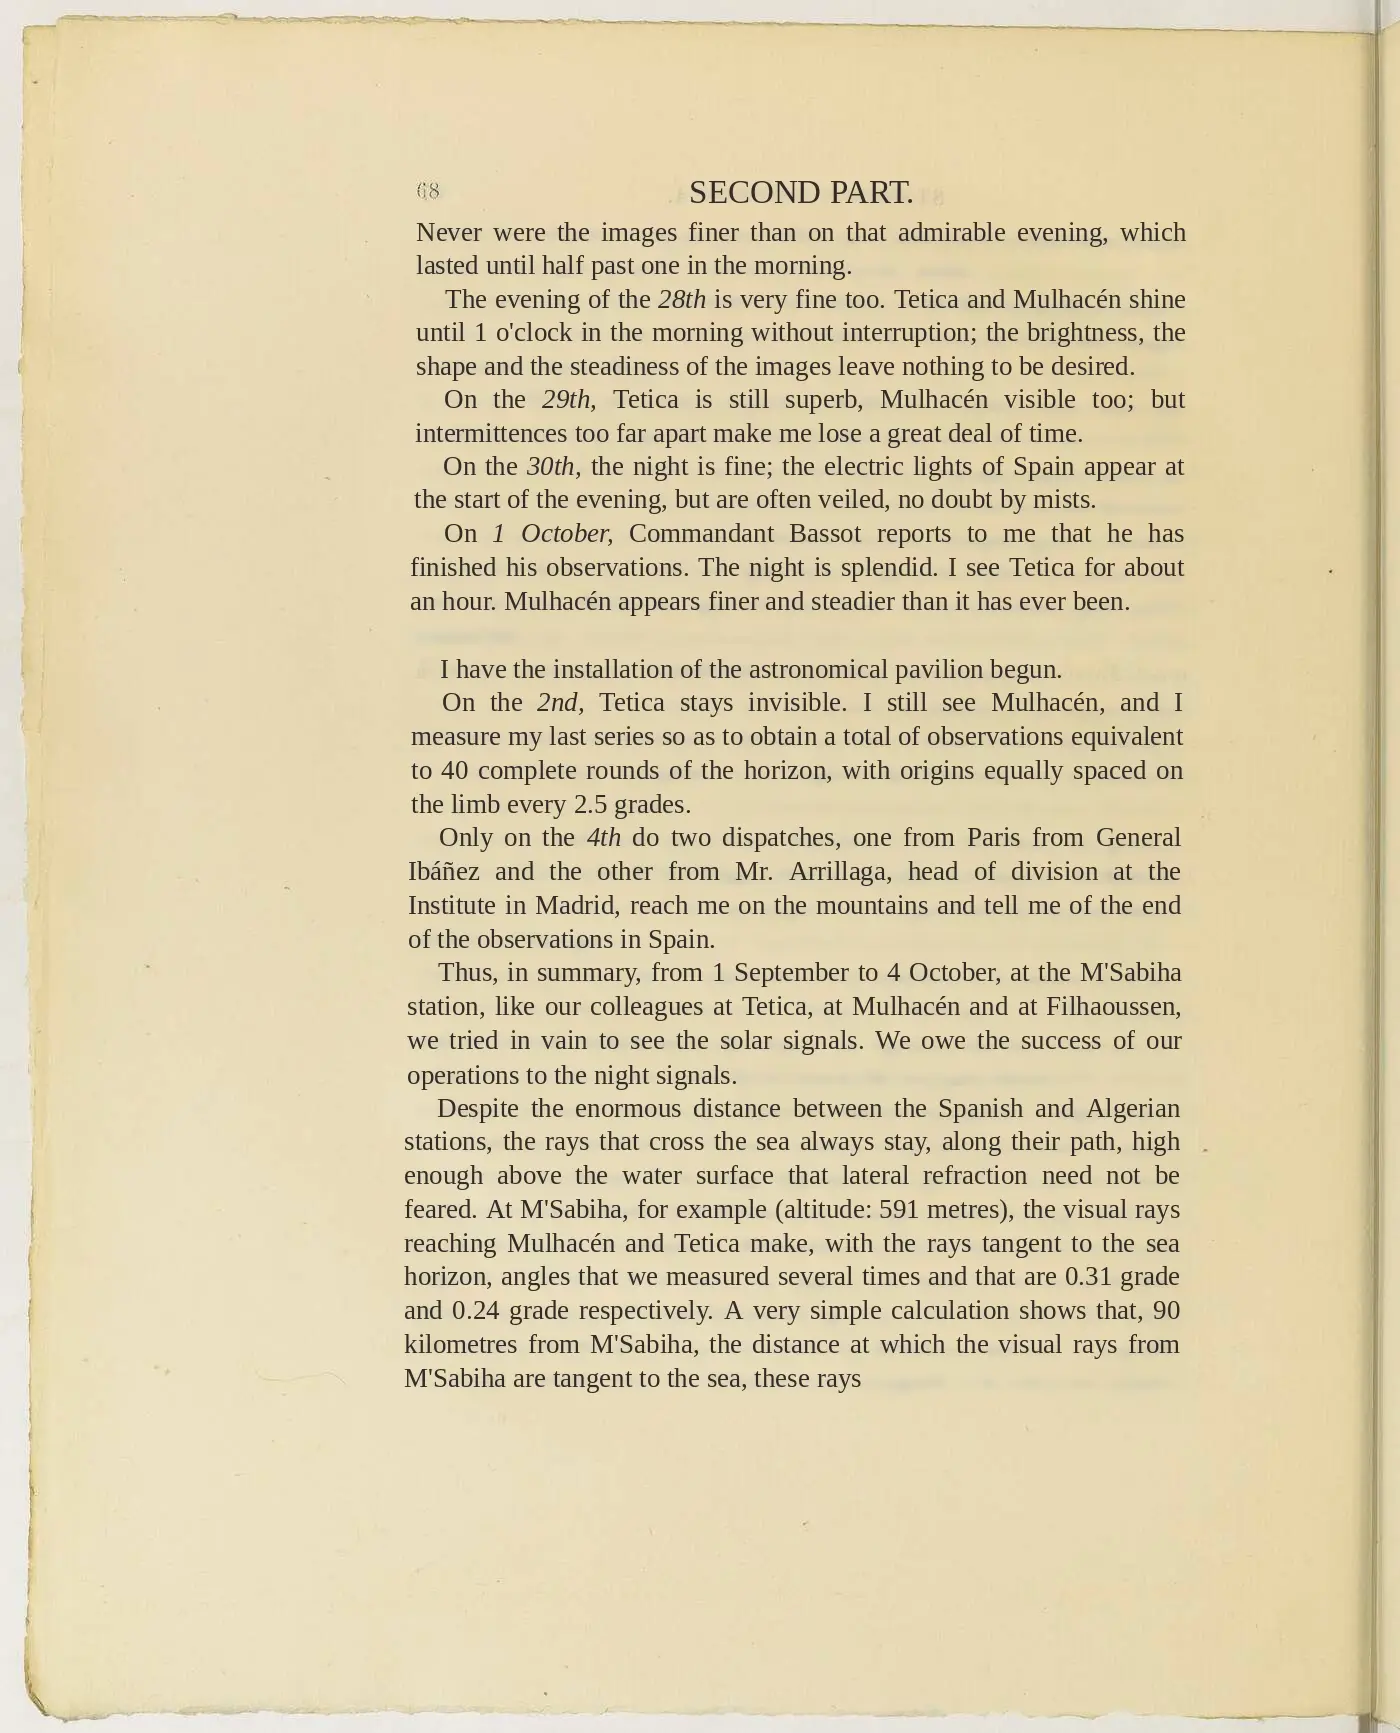 68 SECOND PART.
Never were the images finer than on that admirable evening, which
lasted until half past one in the morning.
The evening of the 28th is very fine too. Tetica and Mulhacén shine
until 1 o'clock in the morning without interruption; the brightness, the
shape and the steadiness of the images leave nothing to be desired.
On the 29th, Tetica is still superb, Mulhacén visible too; but
intermittences too far apart make me lose a great deal of time.
On the 30th, the night is fine; the electric lights of Spain appear at
the start of the evening, but are often veiled, no doubt by mists.
On 1 October, Commandant Bassot reports to me that he has
finished his observations. The night is splendid. I see Tetica for about
an hour. Mulhacén appears finer and steadier than it has ever been.
I have the installation of the astronomical pavilion begun.
On the 2nd, Tetica stays invisible. I still see Mulhacén, and I
measure my last series so as to obtain a total of observations equivalent
to 40 complete rounds of the horizon, with origins equally spaced on
the limb every 2.5 grades.
Only on the 4th do two dispatches, one from Paris from General
Ibáñez and the other from Mr. Arrillaga, head of division at the
Institute in Madrid, reach me on the mountains and tell me of the end
of the observations in Spain.
Thus, in summary, from 1 September to 4 October, at the M'Sabiha
station, like our colleagues at Tetica, at Mulhacén and at Filhaoussen,
we tried in vain to see the solar signals. We owe the success of our
operations to the night signals.
Despite the enormous distance between the Spanish and Algerian
stations, the rays that cross the sea always stay, along their path, high
enough above the water surface that lateral refraction need not be
feared. At M'Sabiha, for example (altitude: 591 metres), the visual rays
reaching Mulhacén and Tetica make, with the rays tangent to the sea
horizon, angles that we measured several times and that are 0.31 grade
and 0.24 grade respectively. A very simple calculation shows that, 90
kilometres from M'Sabiha, the distance at which the visual rays from
M'Sabiha are tangent to the sea, these rays